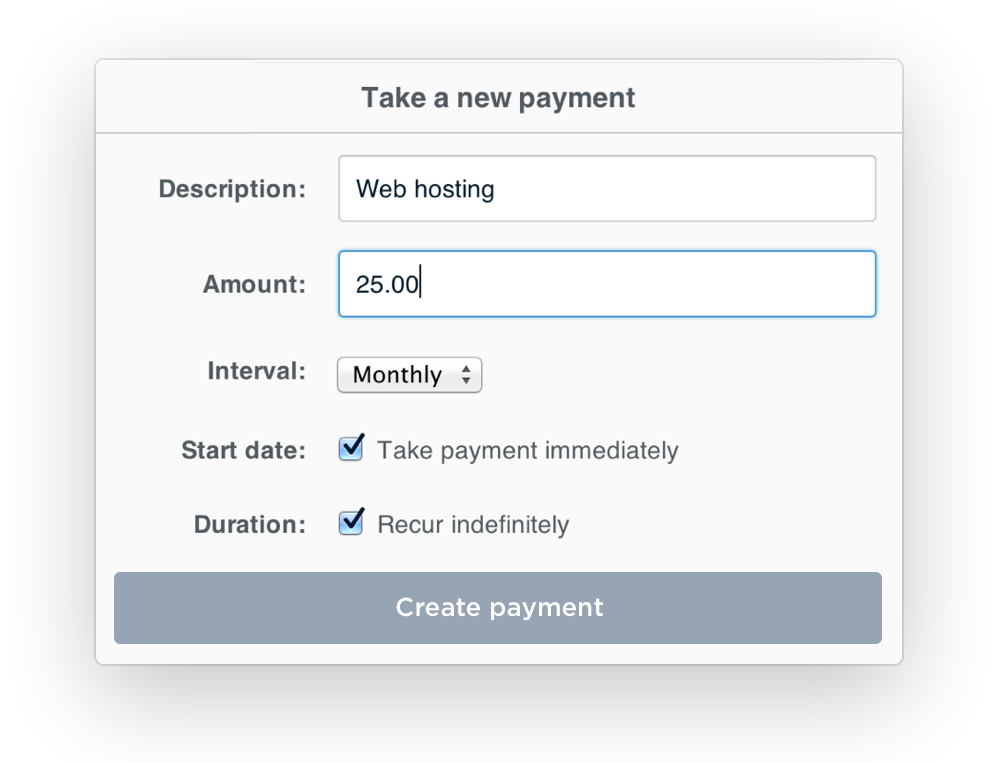 Take a new payment
Description: Web hosting
Amount: 25.00
Interval: Monthly
Start date: Take payment immediately
Duration: Recur indefinitely
Create payment